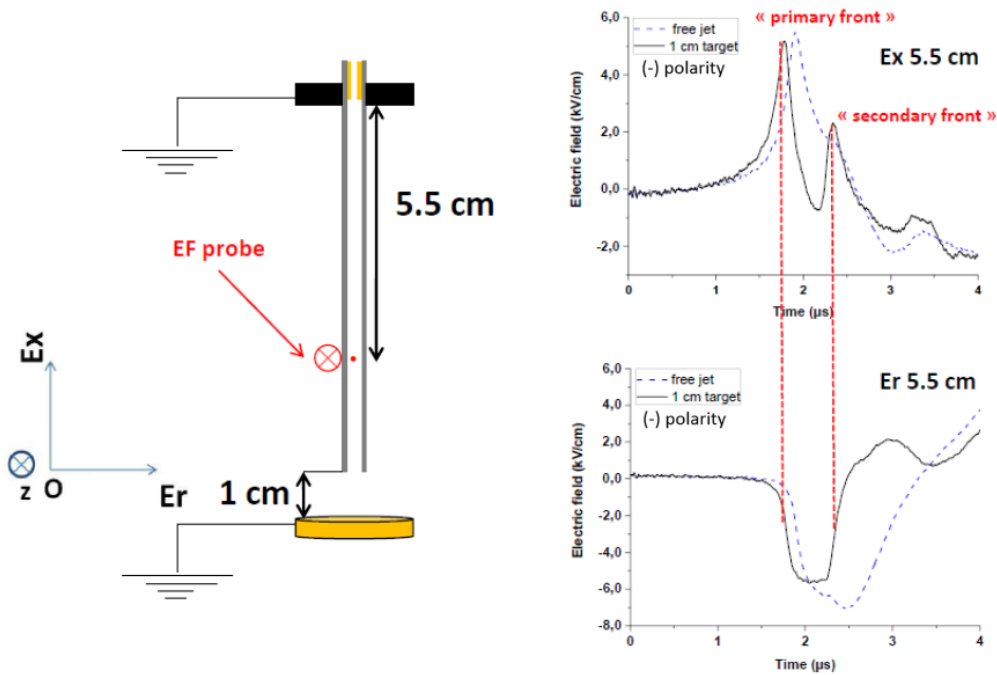 5.5 cm
EF probe
Ex
z O
Er
1 cm
« primary front »
free jet
1 cm target
(-) polarity
Ex 5.5 cm
« secondary front »
Electric field (kV/cm)
6,0
4,0
2,0
0,0
-2,0
0
1
2
3
4
Time (µs)
free jet
1 cm target
(-) polarity
Er 5.5 cm
Electric field (kV/cm)
6,0
4,0
2,0
0,0
-2,0
-4,0
-6,0
-8,0
0
1
2
3
4
Time (µs)